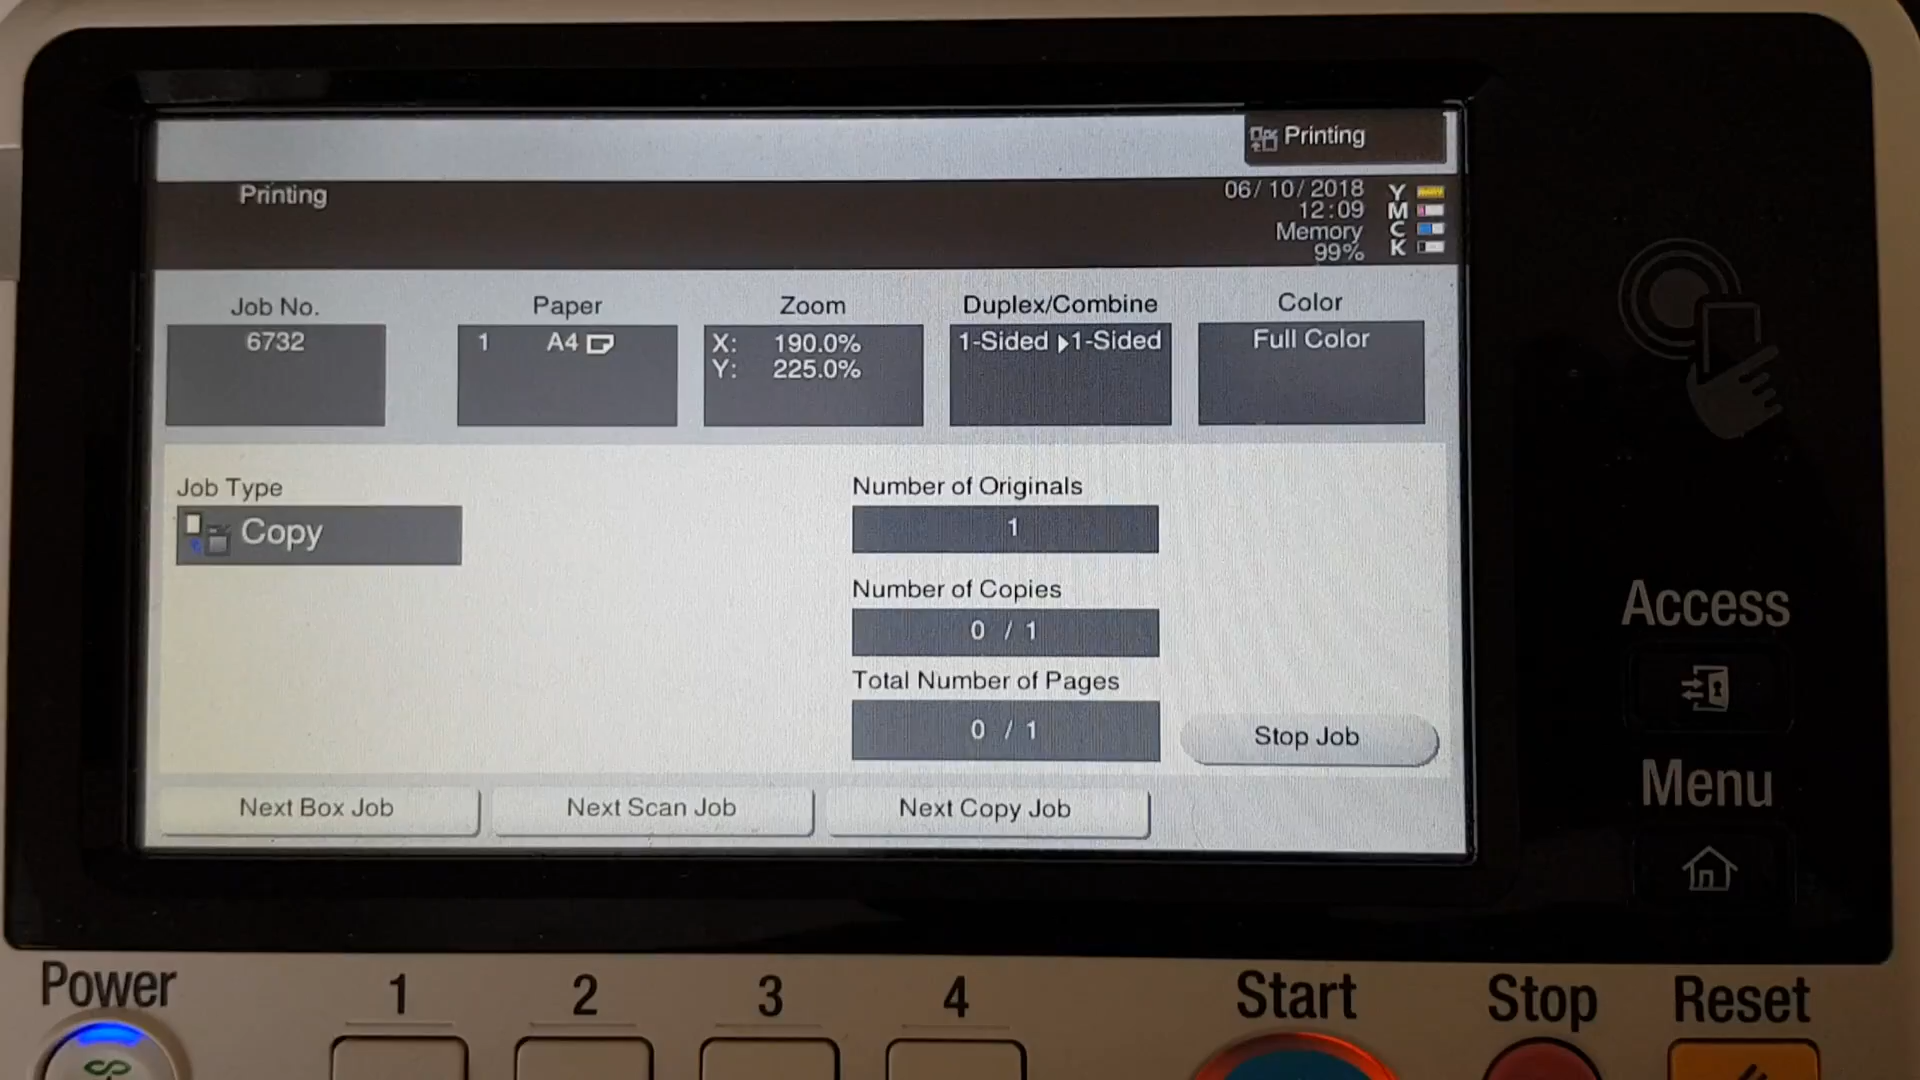 Printing
Printing
06/10/2018
12:09
Memory
99%
Y
M
C
K
Job No.
6732
Paper
1 A4
Zoom
X: 190.0%
Y: 225.0%
Duplex/Combine
1-Sided ▶1-Sided
Color
Full Color
Job Type
Copy
Number of Originals
1
Number of Copies
0 / 1
Total Number of Pages
0 / 1
Stop Job
Next Box Job
Next Scan Job
Next Copy Job
Access
Menu
Power
1
2
3
4
Start
Stop
Reset